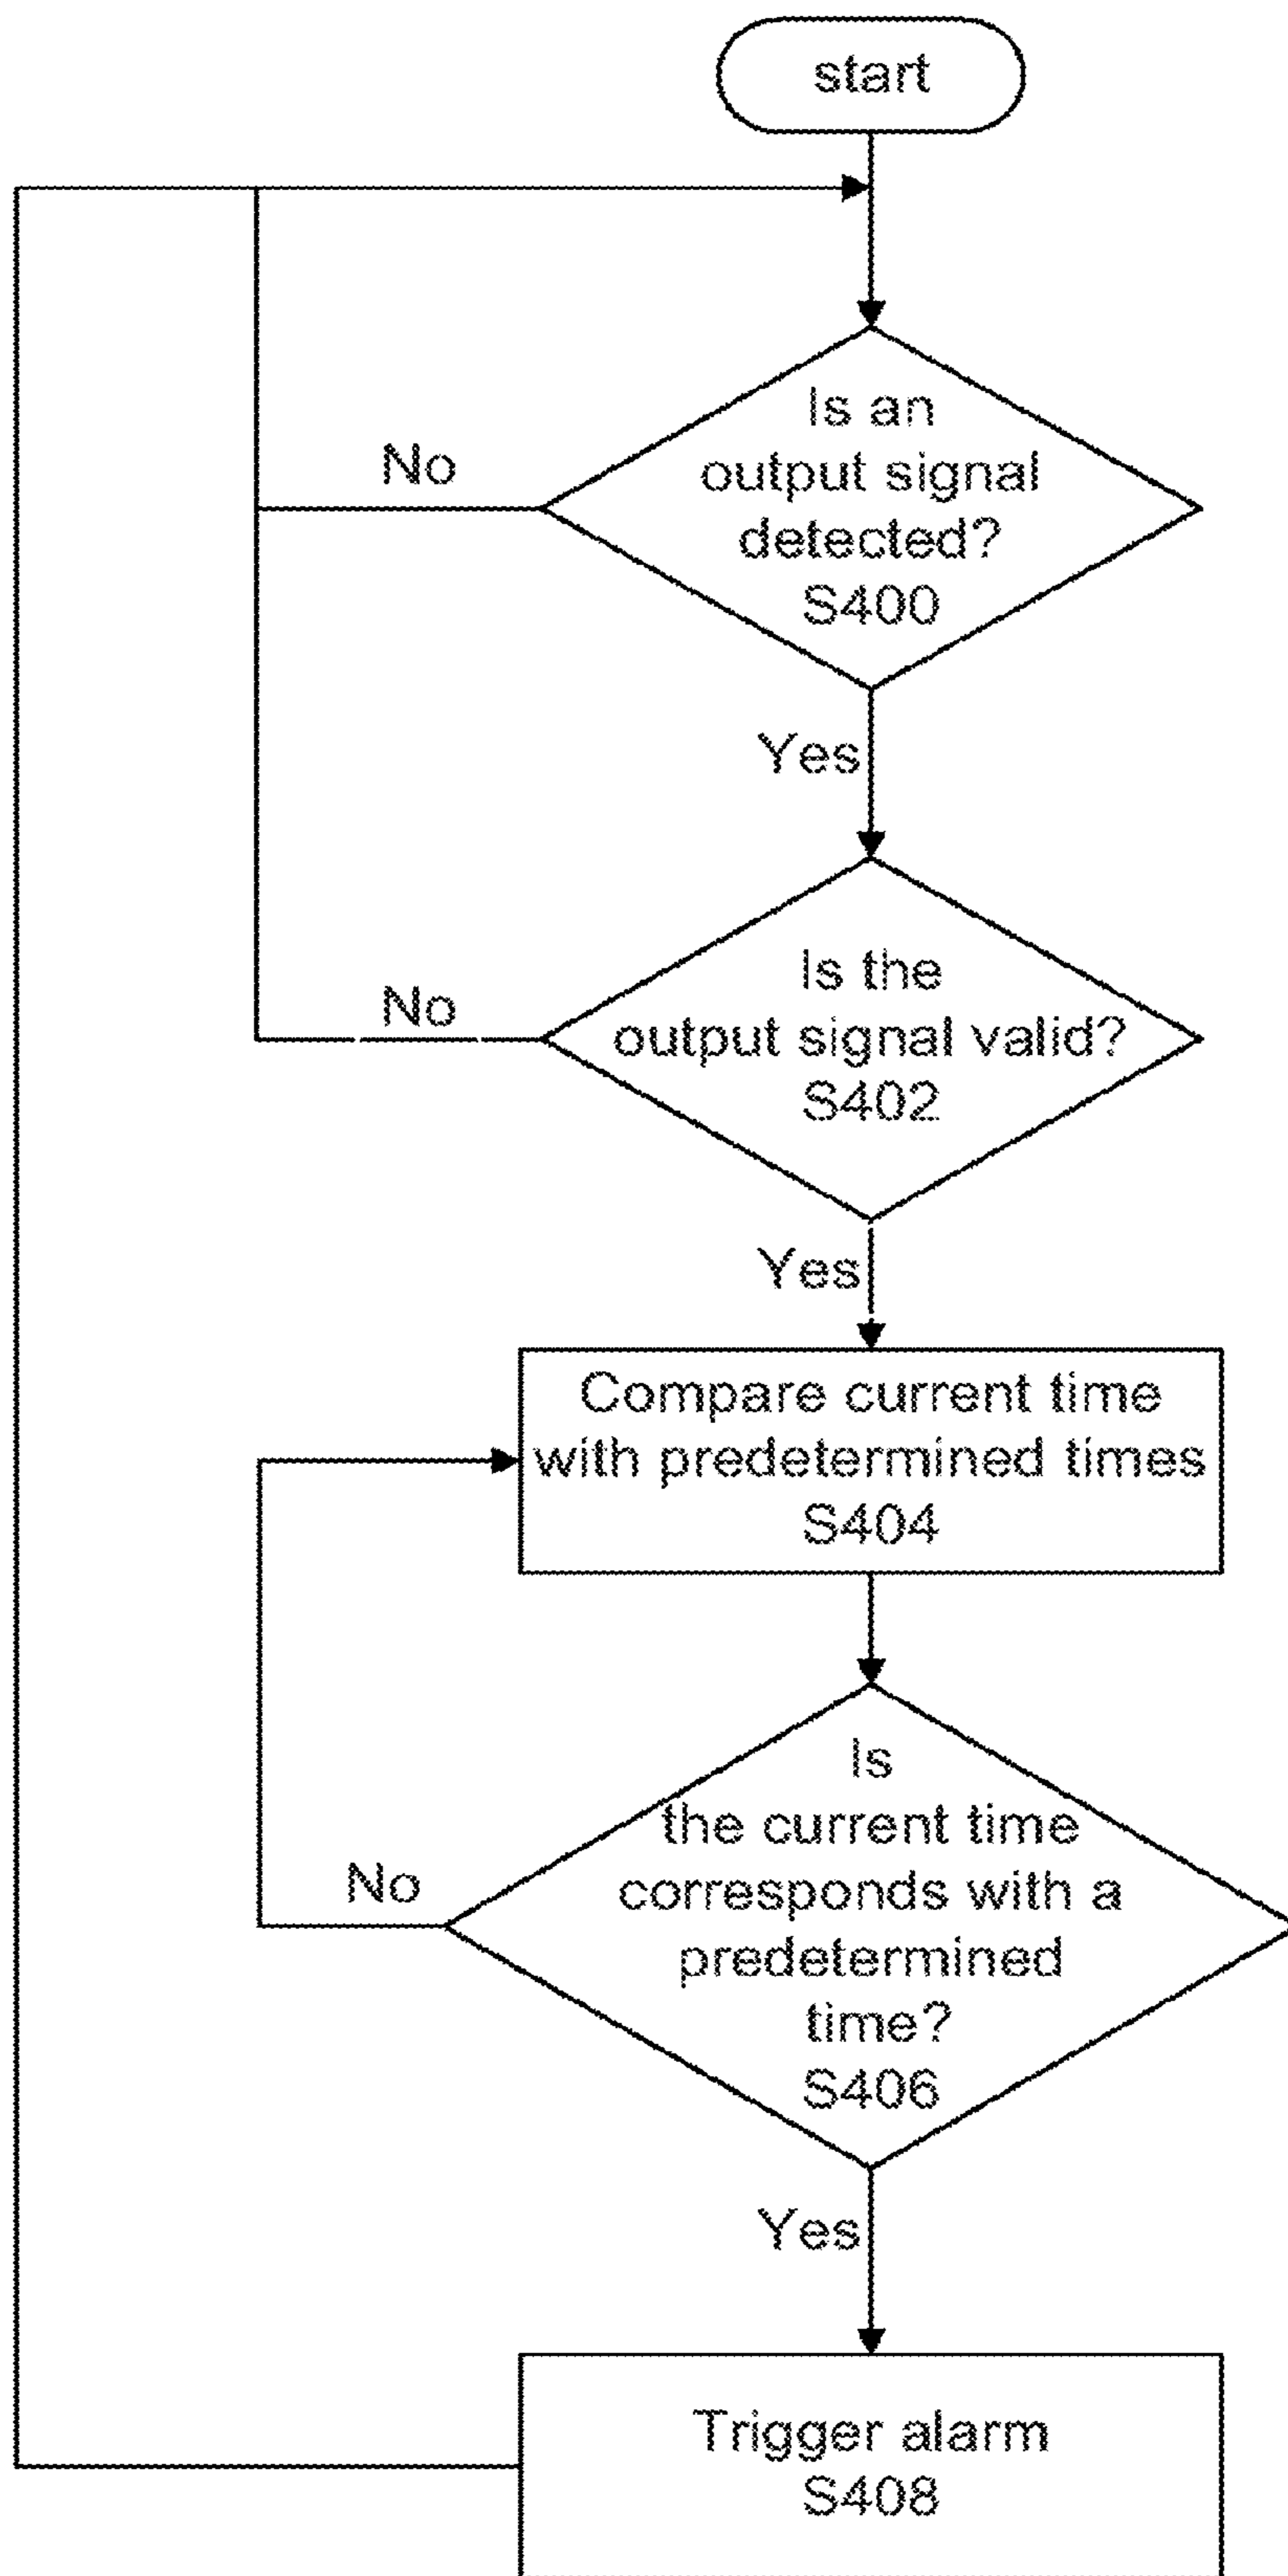 start
Is an
output signal
detected?
S400
No
Yes
Is the
output signal valid?
S402
No
Yes
Compare current time
with predetermined times
S404
Is
the current time
corresponds with a
predetermined
time?
S406
No
Yes
Trigger alarm
S408